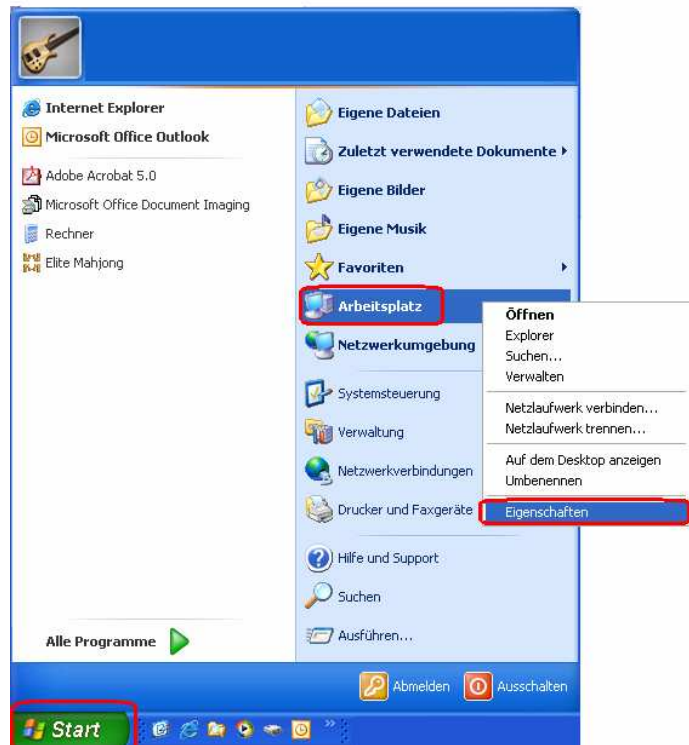 Internet Explorer
Microsoft Office Outlook
Adobe Acrobat 5.0
Microsoft Office Document Imaging
Rechner
Elite Mahjong
Alle Programme
Eigene Dateien
Zuletzt verwendete Dokumente
Eigene Bilder
Eigene Musik
Favoriten
Arbeitsplatz
Netzwerkumgebung
Systemsteuerung
Verwaltung
Netzwerkverbindungen
Drucker und Faxgeräte
Hilfe und Support
Suchen
Ausführen...
Öffnen
Explorer
Suchen...
Verwalten
Netzlaufwerk verbinden...
Netzlaufwerk trennen...
Auf dem Desktop anzeigen
Umbenennen
Eigenschaften
Abmelden
Ausschalten
Start